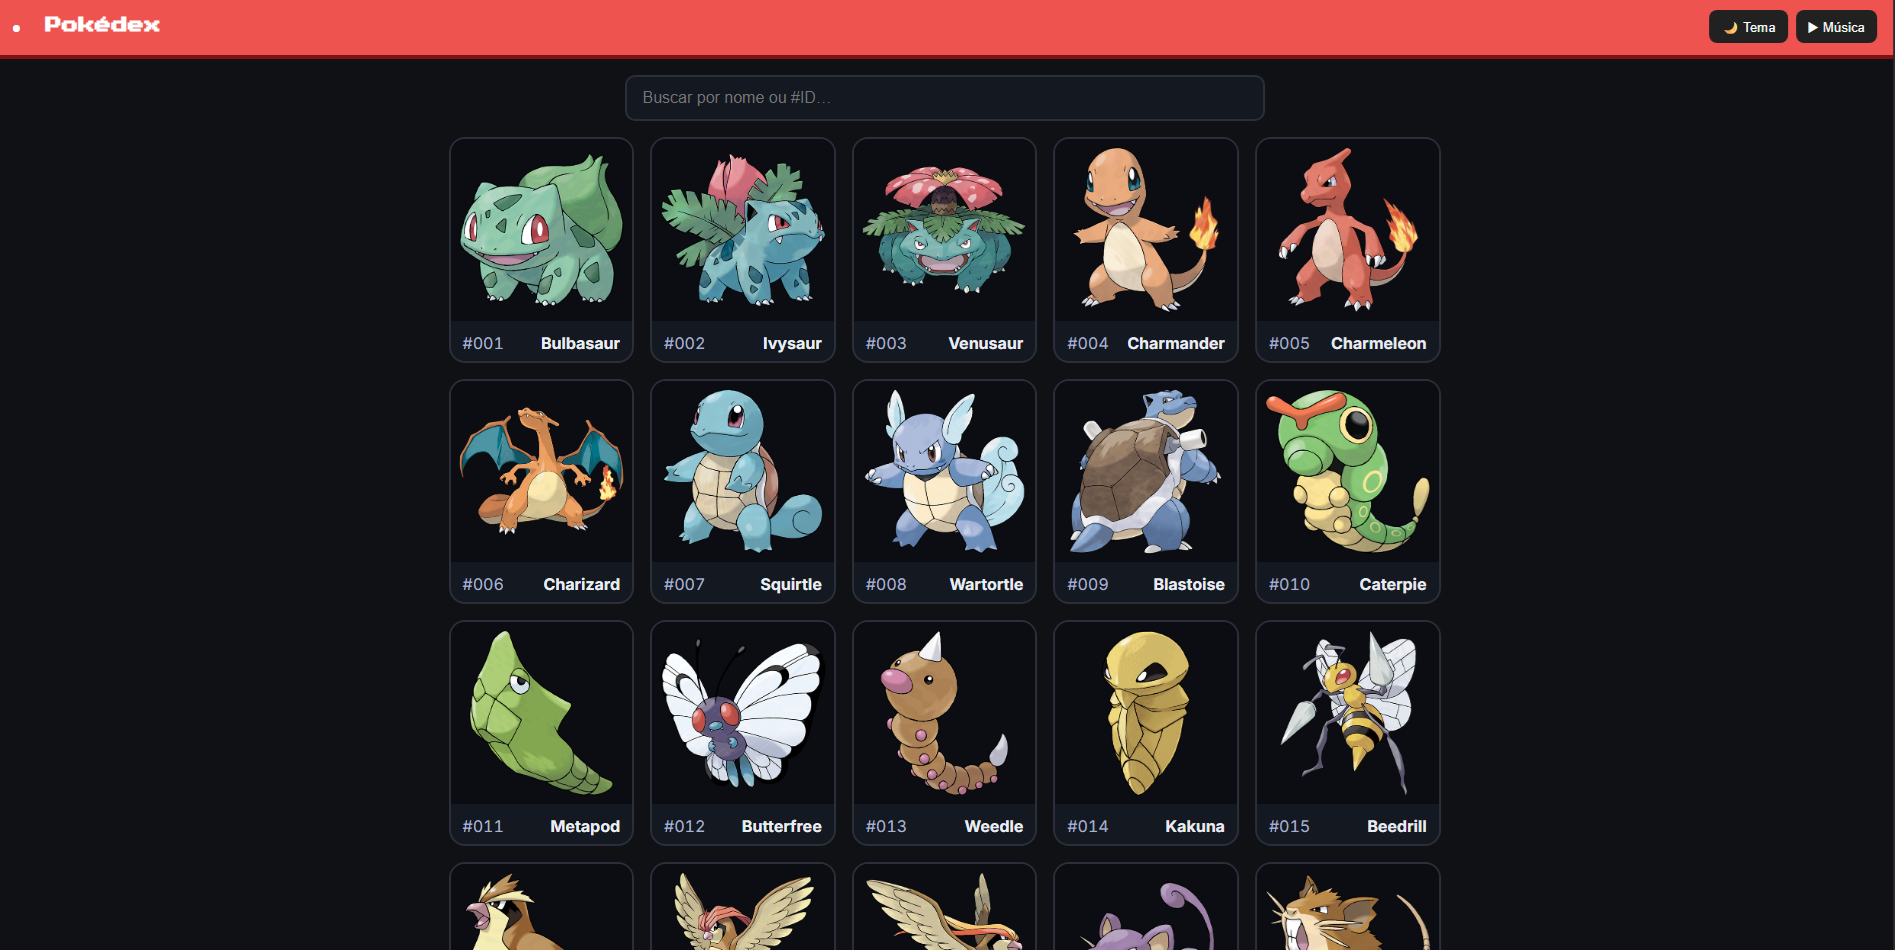 Pokédex
🌙 Tema ▶ Música
Buscar por nome ou #ID...
#001 Bulbasaur
#002 Ivysaur
#003 Venusaur
#004 Charmander
#005 Charmeleon
#006 Charizard
#007 Squirtle
#008 Wartortle
#009 Blastoise
#010 Caterpie
#011 Metapod
#012 Butterfree
#013 Weedle
#014 Kakuna
#015 Beedrill